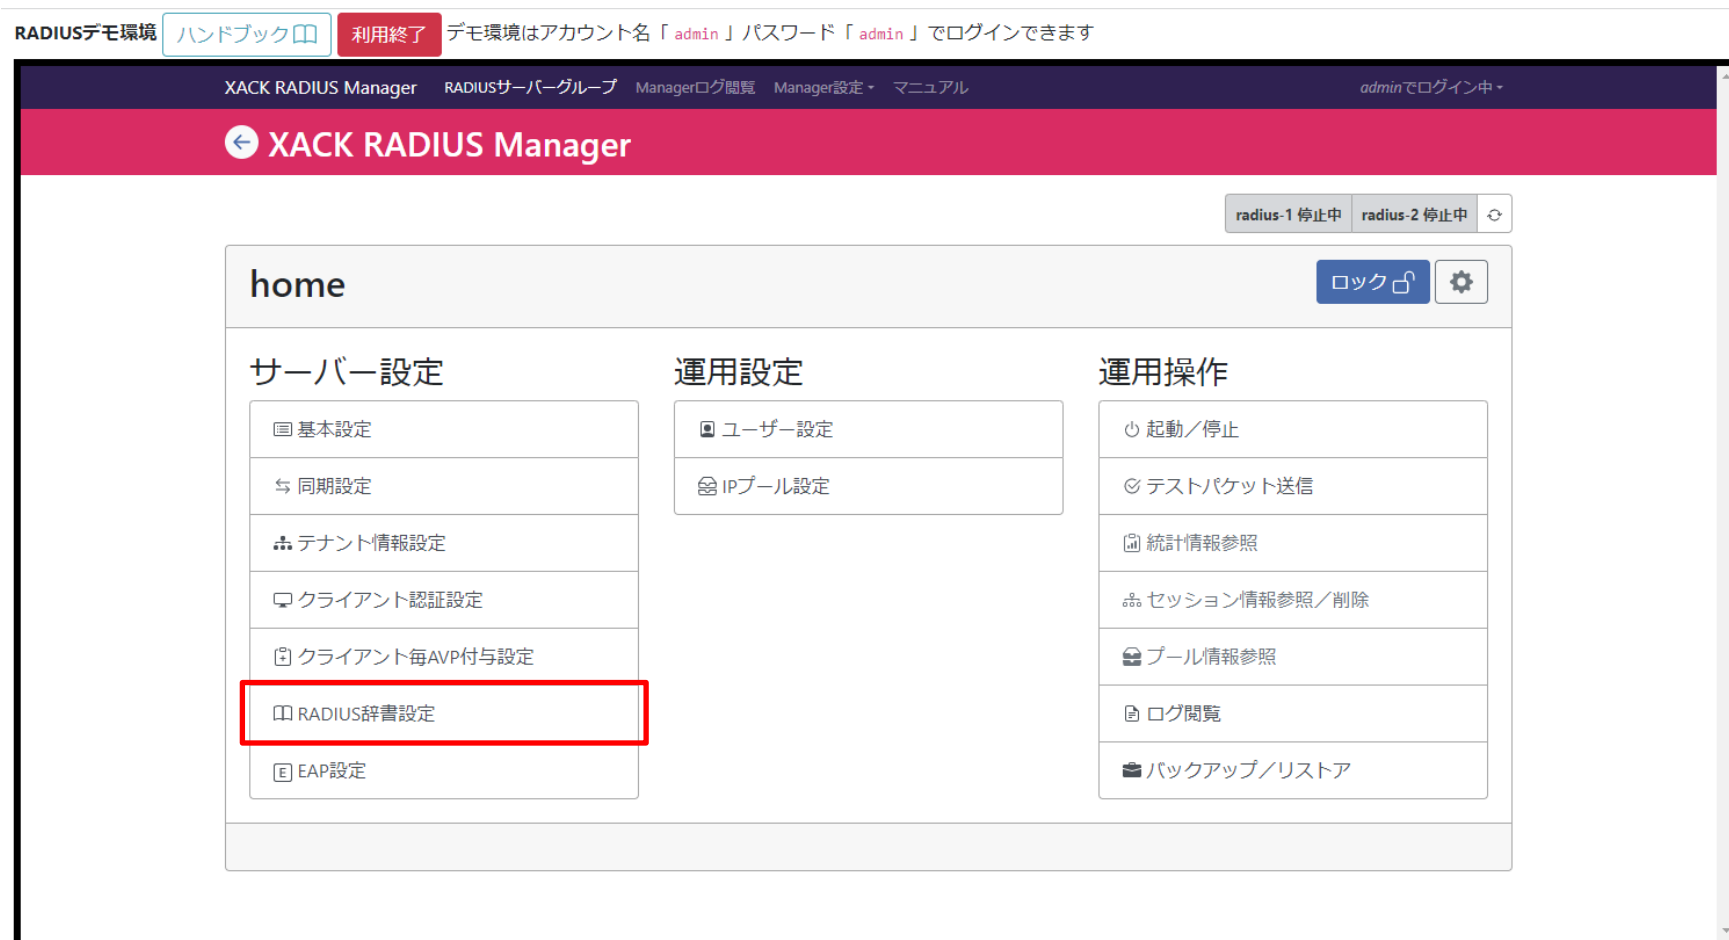 RADIUSデモ環境 ハンドブック 利用終了 デモ環境はアカウント名「 admin 」パスワード「 admin 」でログインできます
XACK RADIUS Manager RADIUSサーバーグループ Managerログ閲覧 Manager設定 マニュアル adminでログイン中
XACK RADIUS Manager
radius-1 停止中 radius-2 停止中
home
ロック
サーバー設定
基本設定
同期設定
テナント情報設定
クライアント認証設定
クライアント毎AVP付与設定
RADIUS辞書設定
E EAP設定
運用設定
ユーザー設定
IPプール設定
運用操作
起動／停止
テストパケット送信
統計情報参照
セッション情報参照／削除
プール情報参照
ログ閲覧
バックアップ／リストア